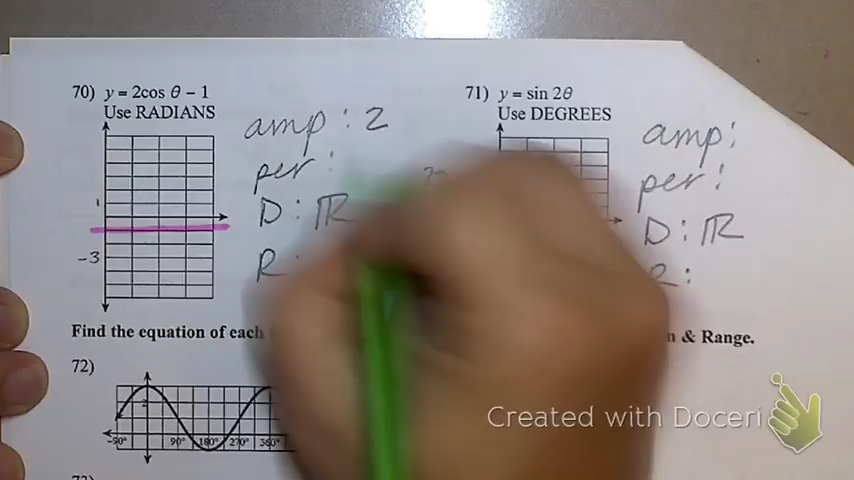 70) y = 2cos θ − 1
Use RADIANS
amp : 2
per :
D : ℝ
R :
1
-3
71) y = sin 2θ
Use DEGREES
amp:
per :
D : ℝ
R :
Find the equation of each
& Range.
72)
2
-90° 90° 180° 270° 360°
Created with Doceri